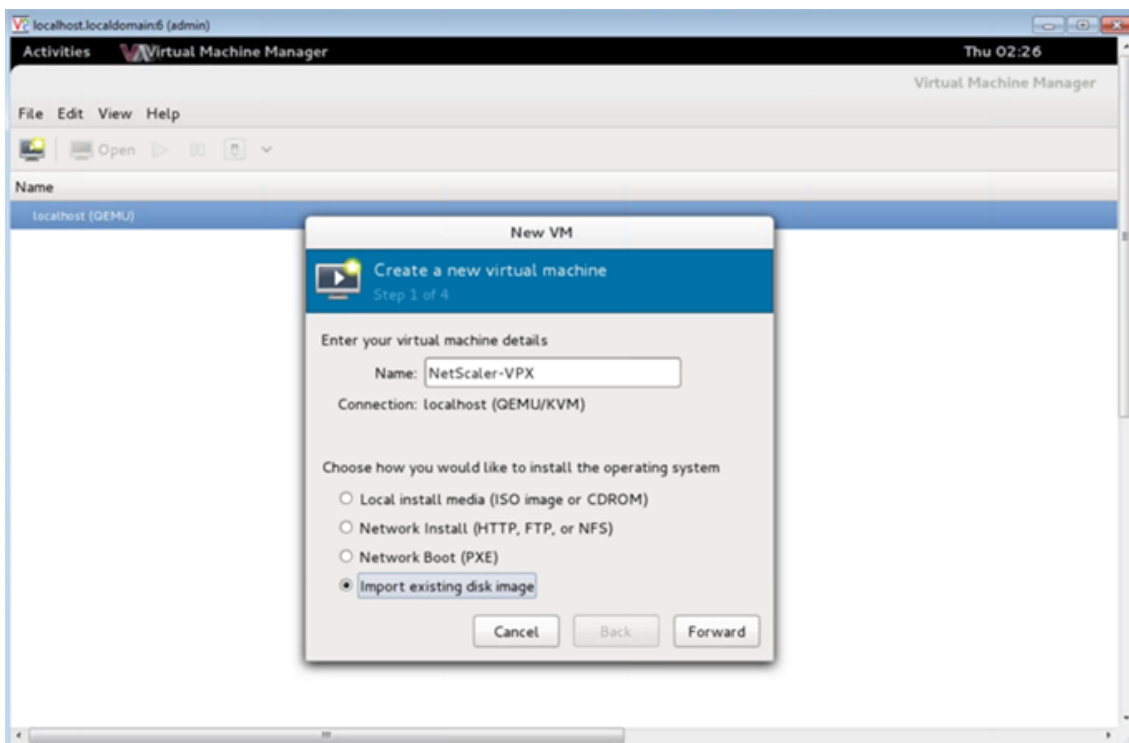 localhost.localdomain:6 (admin)
Activities Virtual Machine Manager Thu 02:26
Virtual Machine Manager
File Edit View Help
Open
Name
localhost (QEMU)
New VM
Create a new virtual machine
Step 1 of 4
Enter your virtual machine details
Name: NetScaler-VPX
Connection: localhost (QEMU/KVM)
Choose how you would like to install the operating system
Local install media (ISO image or CDROM)
Network Install (HTTP, FTP, or NFS)
Network Boot (PXE)
Import existing disk image
Cancel Back Forward